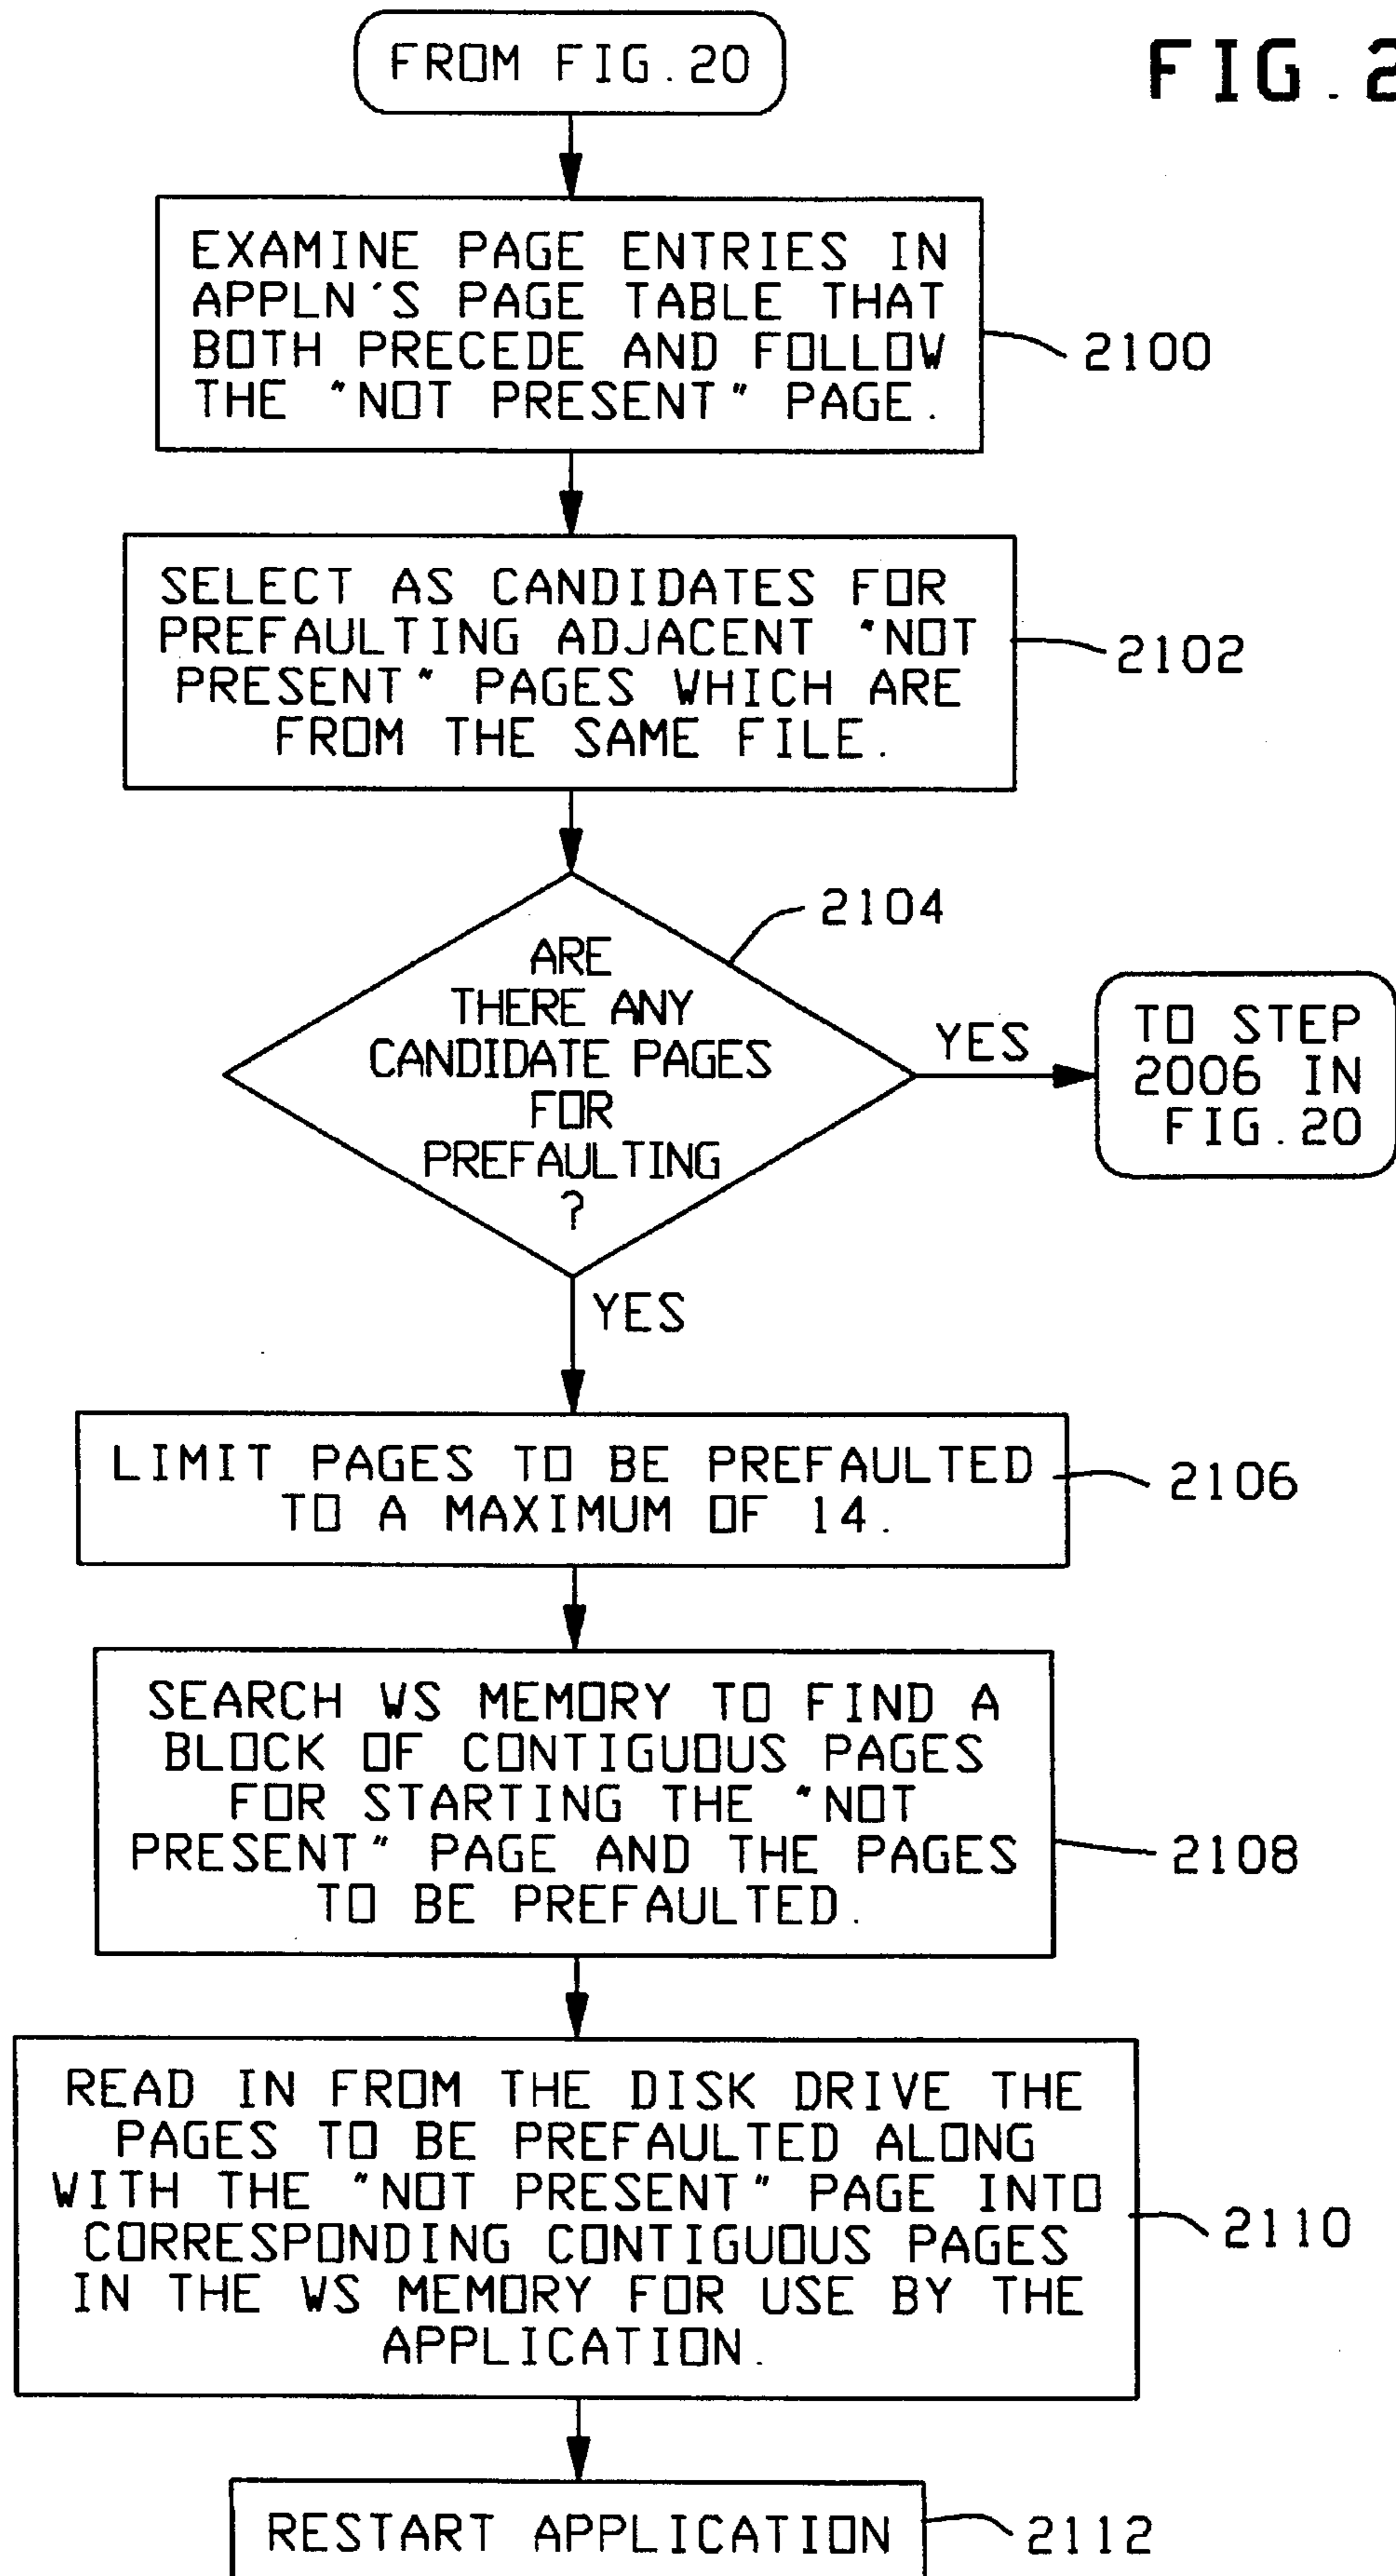 FROM FIG.20
FIG.2
EXAMINE PAGE ENTRIES IN
APPLN'S PAGE TABLE THAT
BOTH PRECEDE AND FOLLOW
THE "NOT PRESENT" PAGE.
2100
SELECT AS CANDIDATES FOR
PREFAULTING ADJACENT "NOT
PRESENT" PAGES WHICH ARE
FROM THE SAME FILE.
2102
2104
ARE
THERE ANY
CANDIDATE PAGES
FOR
PREFAULTING
?
YES
TO STEP
2006 IN
FIG.20
YES
LIMIT PAGES TO BE PREFAULTED
TO A MAXIMUM OF 14.
2106
SEARCH WS MEMORY TO FIND A
BLOCK OF CONTIGUOUS PAGES
FOR STARTING THE "NOT
PRESENT" PAGE AND THE PAGES
TO BE PREFAULTED.
2108
READ IN FROM THE DISK DRIVE THE
PAGES TO BE PREFAULTED ALONG
WITH THE "NOT PRESENT" PAGE INTO
CORRESPONDING CONTIGUOUS PAGES
IN THE WS MEMORY FOR USE BY THE
APPLICATION.
2110
RESTART APPLICATION
2112